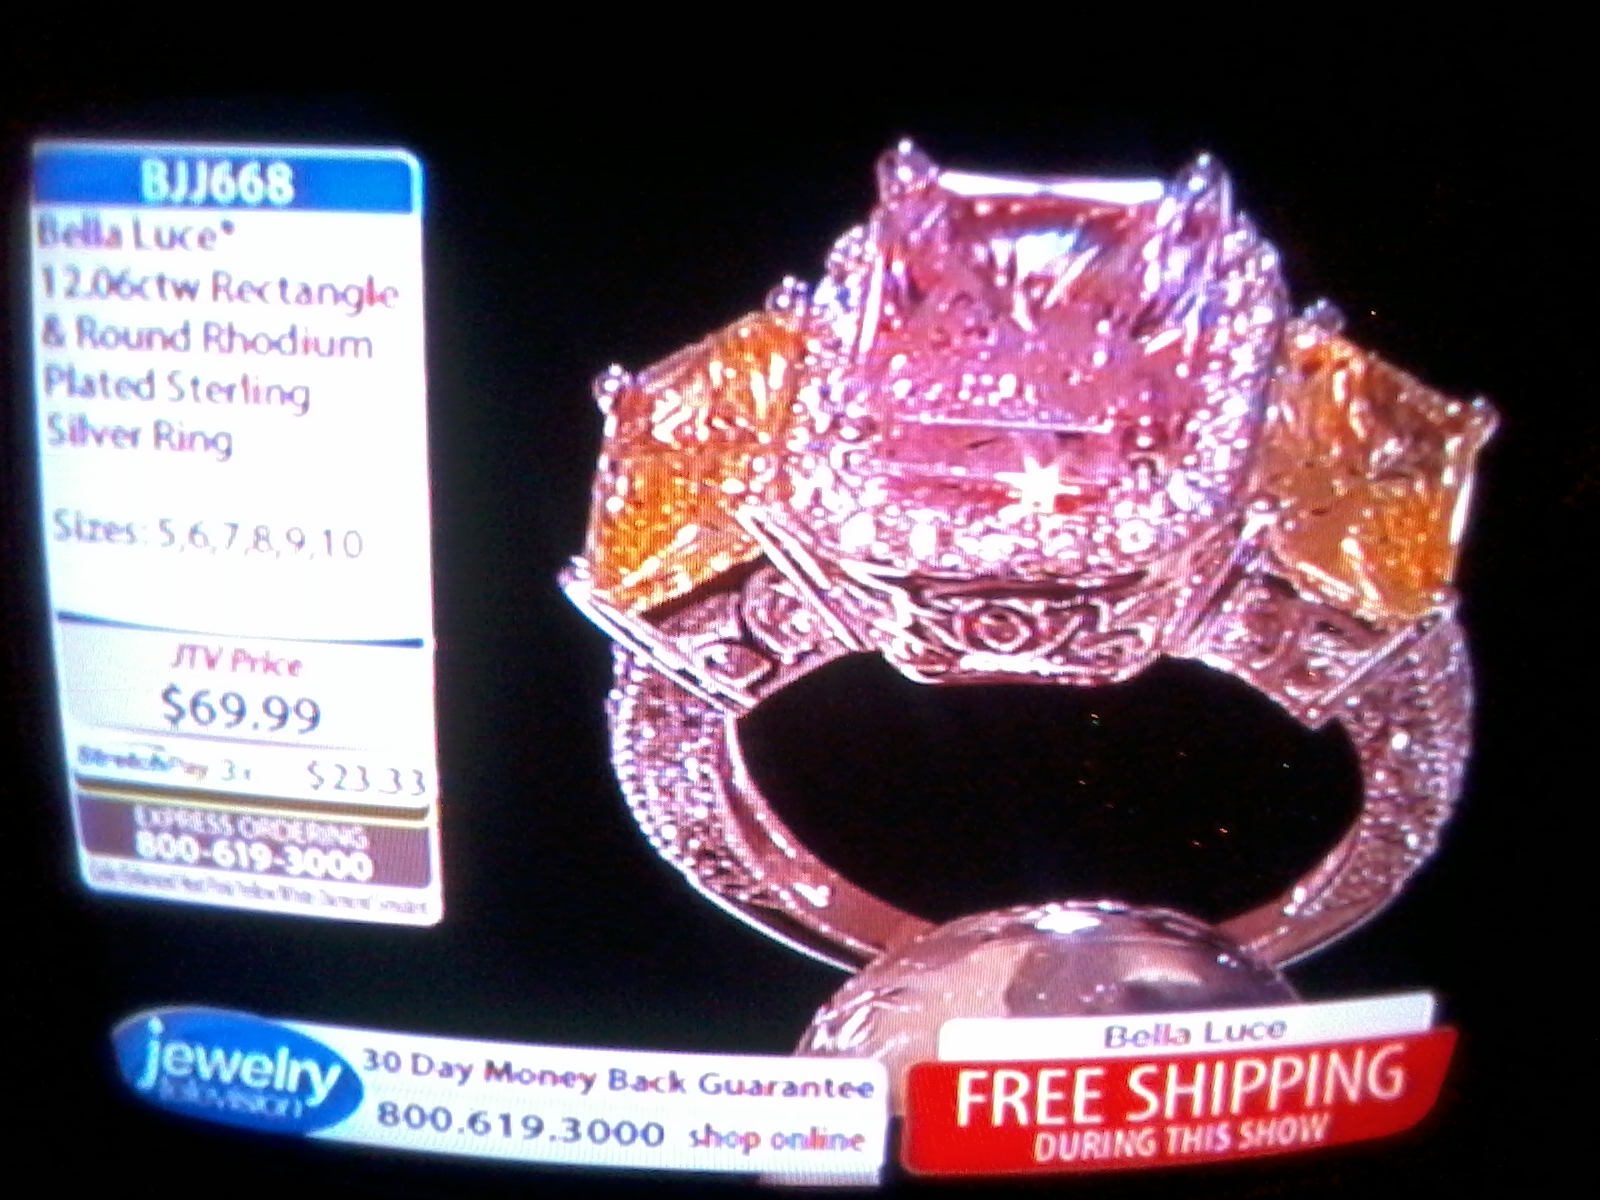 BJJ668
Bella Luce®
12.06ctw Rectangle
& Round Rhodium
Plated Sterling
Silver Ring
Sizes: 5,6,7,8,9,10
JTV Price
$69.99
StretchPay 3x $23.33
EXPRESS ORDERING
800-619-3000
jewelry
television
30 Day Money Back Guarantee
800.619.3000 shop online
Bella Luce
FREE SHIPPING
DURING THIS SHOW